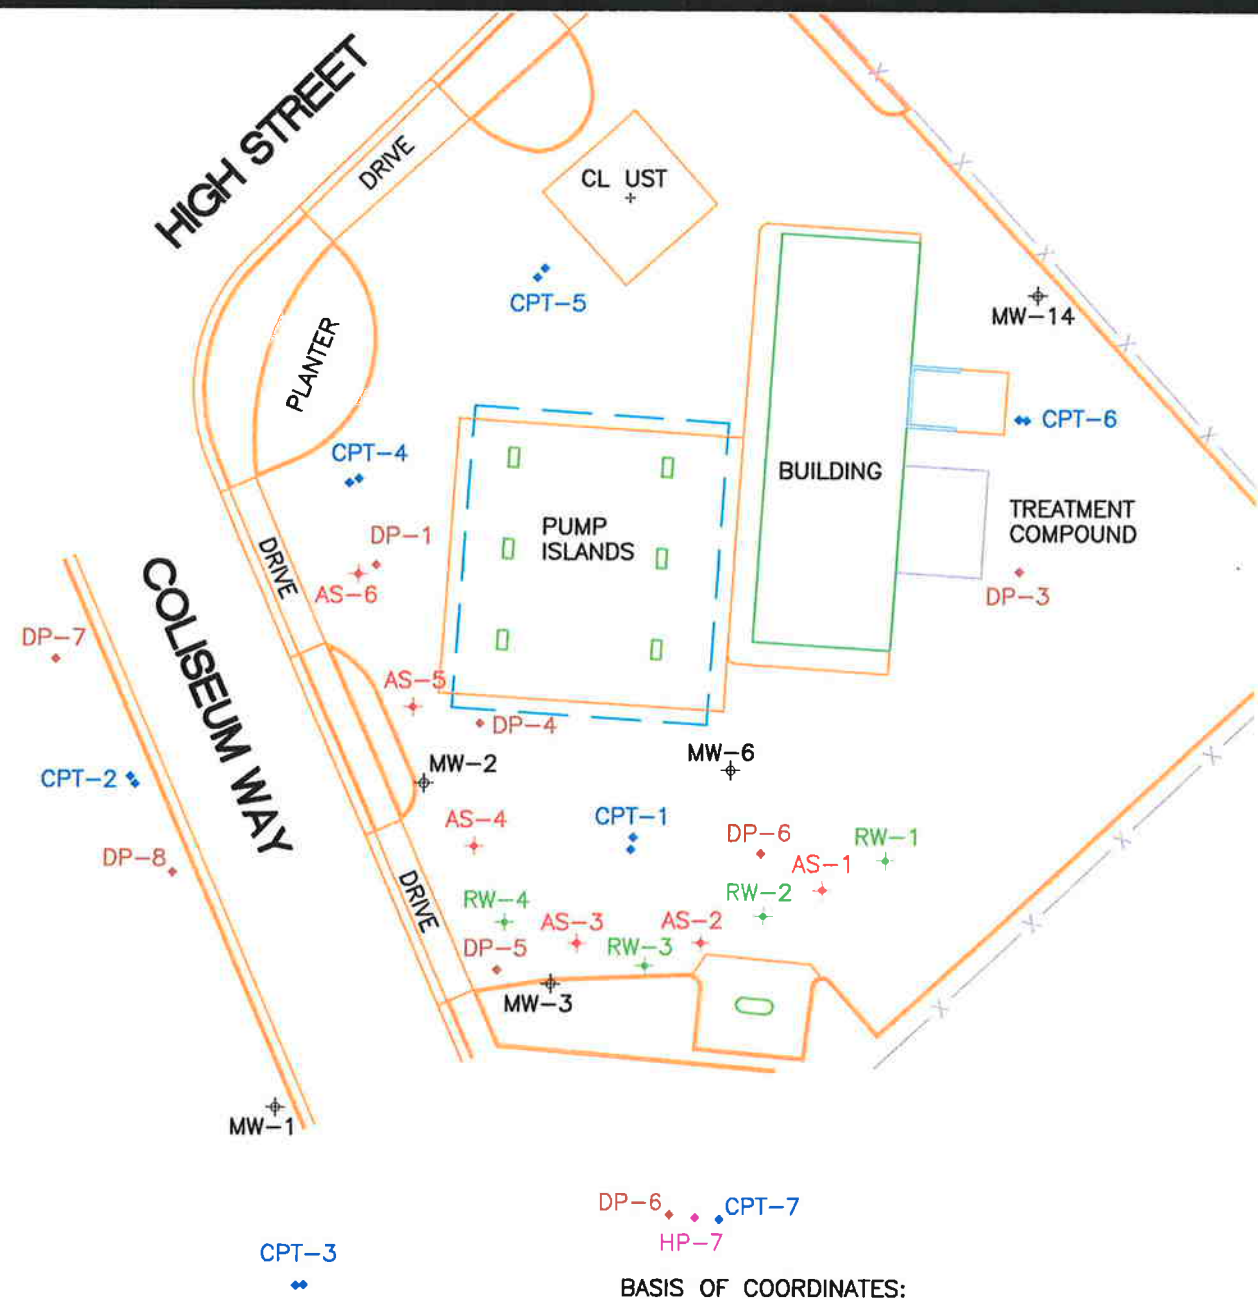 HIGH STREET
DRIVE
CL UST
CPT-5
MW-14
PLANTER
CPT-6
CPT-4
BUILDING
PUMP
ISLANDS
TREATMENT
COMPOUND
DP-1
DRIVE
AS-6
DP-3
COLISEUM WAY
DP-7
AS-5
DP-4
MW-2
MW-6
CPT-2
AS-4
CPT-1
DP-6
RW-1
DP-8
AS-1
DRIVE
RW-4
RW-2
AS-3
AS-2
DP-5
RW-3
MW-3
MW-1
DP-6
CPT-7
HP-7
CPT-3
BASIS OF COORDINATES:
X
X
X
X
X
X
X
X
X